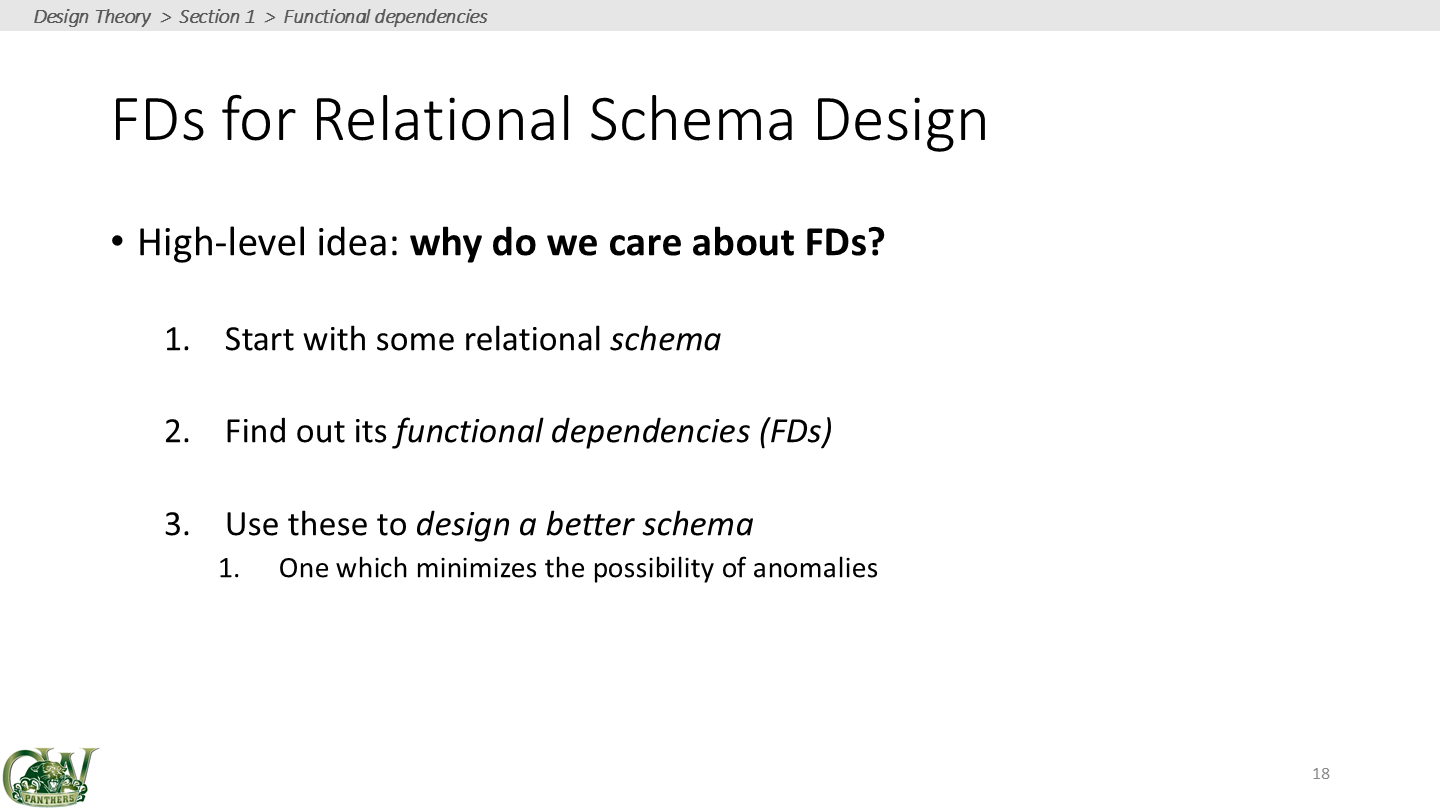 Design Theory > Section 1 > Functional dependencies
FDs for Relational Schema Design
• High-level idea: why do we care about FDs?
1. Start with some relational schema
2. Find out its functional dependencies (FDs)
3. Use these to design a better schema
1. One which minimizes the possibility of anomalies
OW
PANTHERS
18